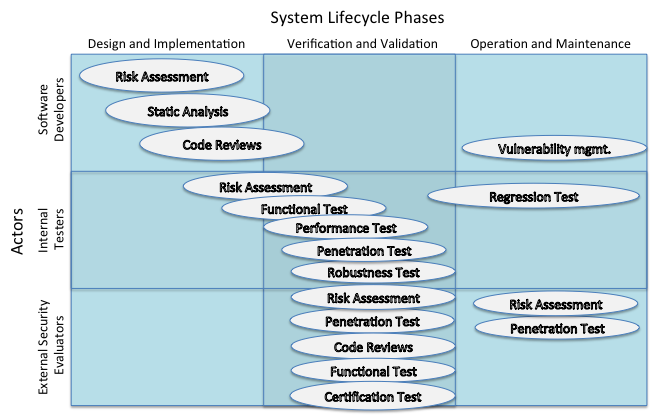 System Lifecycle Phases
Design and Implementation
Verification and Validation
Operation and Maintenance
Actors
Software
Developers
Risk Assessment
Static Analysis
Code Reviews
Vulnerability mgmt.
Internal
Testers
Risk Assessment
Functional Test
Performance Test
Penetration Test
Robustness Test
Regression Test
External Security
Evaluators
Risk Assessment
Penetration Test
Code Reviews
Functional Test
Certification Test
Risk Assessment
Penetration Test